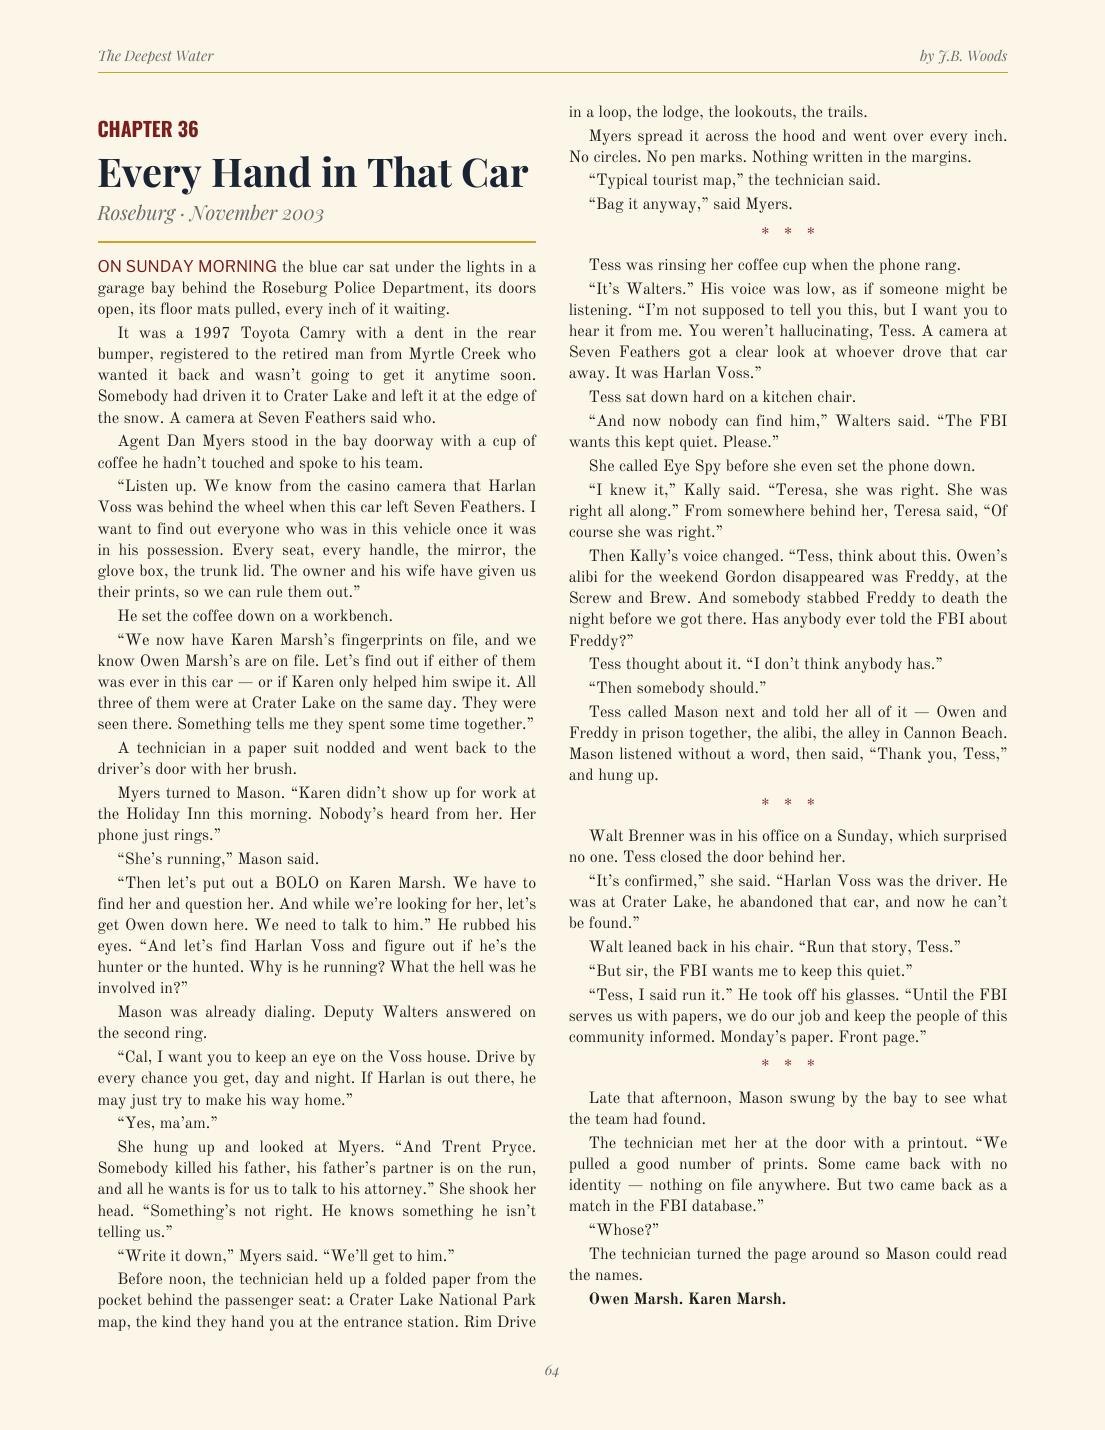 The Deepest Water
by J.B. Woods
CHAPTER 36
Every Hand in That Car
Roseburg · November 2003
ON SUNDAY MORNING the blue car sat under the lights in a
garage bay behind the Roseburg Police Department, its doors
open, its floor mats pulled, every inch of it waiting.
It was a 1997 Toyota Camry with a dent in the rear
bumper, registered to the retired man from Myrtle Creek who
wanted it back and wasn’t going to get it anytime soon.
Somebody had driven it to Crater Lake and left it at the edge of
the snow. A camera at Seven Feathers said who.
Agent Dan Myers stood in the bay doorway with a cup of
coffee he hadn’t touched and spoke to his team.
“Listen up. We know from the casino camera that Harlan
Voss was behind the wheel when this car left Seven Feathers. I
want to find out everyone who was in this vehicle once it was
in his possession. Every seat, every handle, the mirror, the
glove box, the trunk lid. The owner and his wife have given us
their prints, so we can rule them out.”
He set the coffee down on a workbench.
“We now have Karen Marsh’s fingerprints on file, and we
know Owen Marsh’s are on file. Let’s find out if either of them
was ever in this car — or if Karen only helped him swipe it. All
three of them were at Crater Lake on the same day. They were
seen there. Something tells me they spent some time together.”
A technician in a paper suit nodded and went back to the
driver’s door with her brush.
Myers turned to Mason. “Karen didn’t show up for work at
the Holiday Inn this morning. Nobody’s heard from her. Her
phone just rings.”
“She’s running,” Mason said.
“Then let’s put out a BOLO on Karen Marsh. We have to
find her and question her. And while we’re looking for her, let’s
get Owen down here. We need to talk to him.” He rubbed his
eyes. “And let’s find Harlan Voss and figure out if he’s the
hunter or the hunted. Why is he running? What the hell was he
involved in?”
Mason was already dialing. Deputy Walters answered on
the second ring.
“Cal, I want you to keep an eye on the Voss house. Drive by
every chance you get, day and night. If Harlan is out there, he
may just try to make his way home.”
“Yes, ma’am.”
She hung up and looked at Myers. “And Trent Pryce.
Somebody killed his father, his father’s partner is on the run,
and all he wants is for us to talk to his attorney.” She shook her
head. “Something’s not right. He knows something he isn’t
telling us.”
“Write it down,” Myers said. “We’ll get to him.”
Before noon, the technician held up a folded paper from the
pocket behind the passenger seat: a Crater Lake National Park
map, the kind they hand you at the entrance station. Rim Drive
in a loop, the lodge, the lookouts, the trails.
Myers spread it across the hood and went over every inch.
No circles. No pen marks. Nothing written in the margins.
“Typical tourist map,” the technician said.
“Bag it anyway,” said Myers.
* * *
Tess was rinsing her coffee cup when the phone rang.
“It’s Walters.” His voice was low, as if someone might be
listening. “I’m not supposed to tell you this, but I want you to
hear it from me. You weren’t hallucinating, Tess. A camera at
Seven Feathers got a clear look at whoever drove that car
away. It was Harlan Voss.”
Tess sat down hard on a kitchen chair.
“And now nobody can find him,” Walters said. “The FBI
wants this kept quiet. Please.”
She called Eye Spy before she even set the phone down.
“I knew it,” Kally said. “Teresa, she was right. She was
right all along.” From somewhere behind her, Teresa said, “Of
course she was right.”
Then Kally’s voice changed. “Tess, think about this. Owen’s
alibi for the weekend Gordon disappeared was Freddy, at the
Screw and Brew. And somebody stabbed Freddy to death the
night before we got there. Has anybody ever told the FBI about
Freddy?”
Tess thought about it. “I don’t think anybody has.”
“Then somebody should.”
Tess called Mason next and told her all of it — Owen and
Freddy in prison together, the alibi, the alley in Cannon Beach.
Mason listened without a word, then said, “Thank you, Tess,”
and hung up.
* * *
Walt Brenner was in his office on a Sunday, which surprised
no one. Tess closed the door behind her.
“It’s confirmed,” she said. “Harlan Voss was the driver. He
was at Crater Lake, he abandoned that car, and now he can’t
be found.”
Walt leaned back in his chair. “Run that story, Tess.”
“But sir, the FBI wants me to keep this quiet.”
“Tess, I said run it.” He took off his glasses. “Until the FBI
serves us with papers, we do our job and keep the people of this
community informed. Monday’s paper. Front page.”
* * *
Late that afternoon, Mason swung by the bay to see what
the team had found.
The technician met her at the door with a printout. “We
pulled a good number of prints. Some came back with no
identity — nothing on file anywhere. But two came back as a
match in the FBI database.”
“Whose?”
The technician turned the page around so Mason could read
the names.
Owen Marsh. Karen Marsh.
64